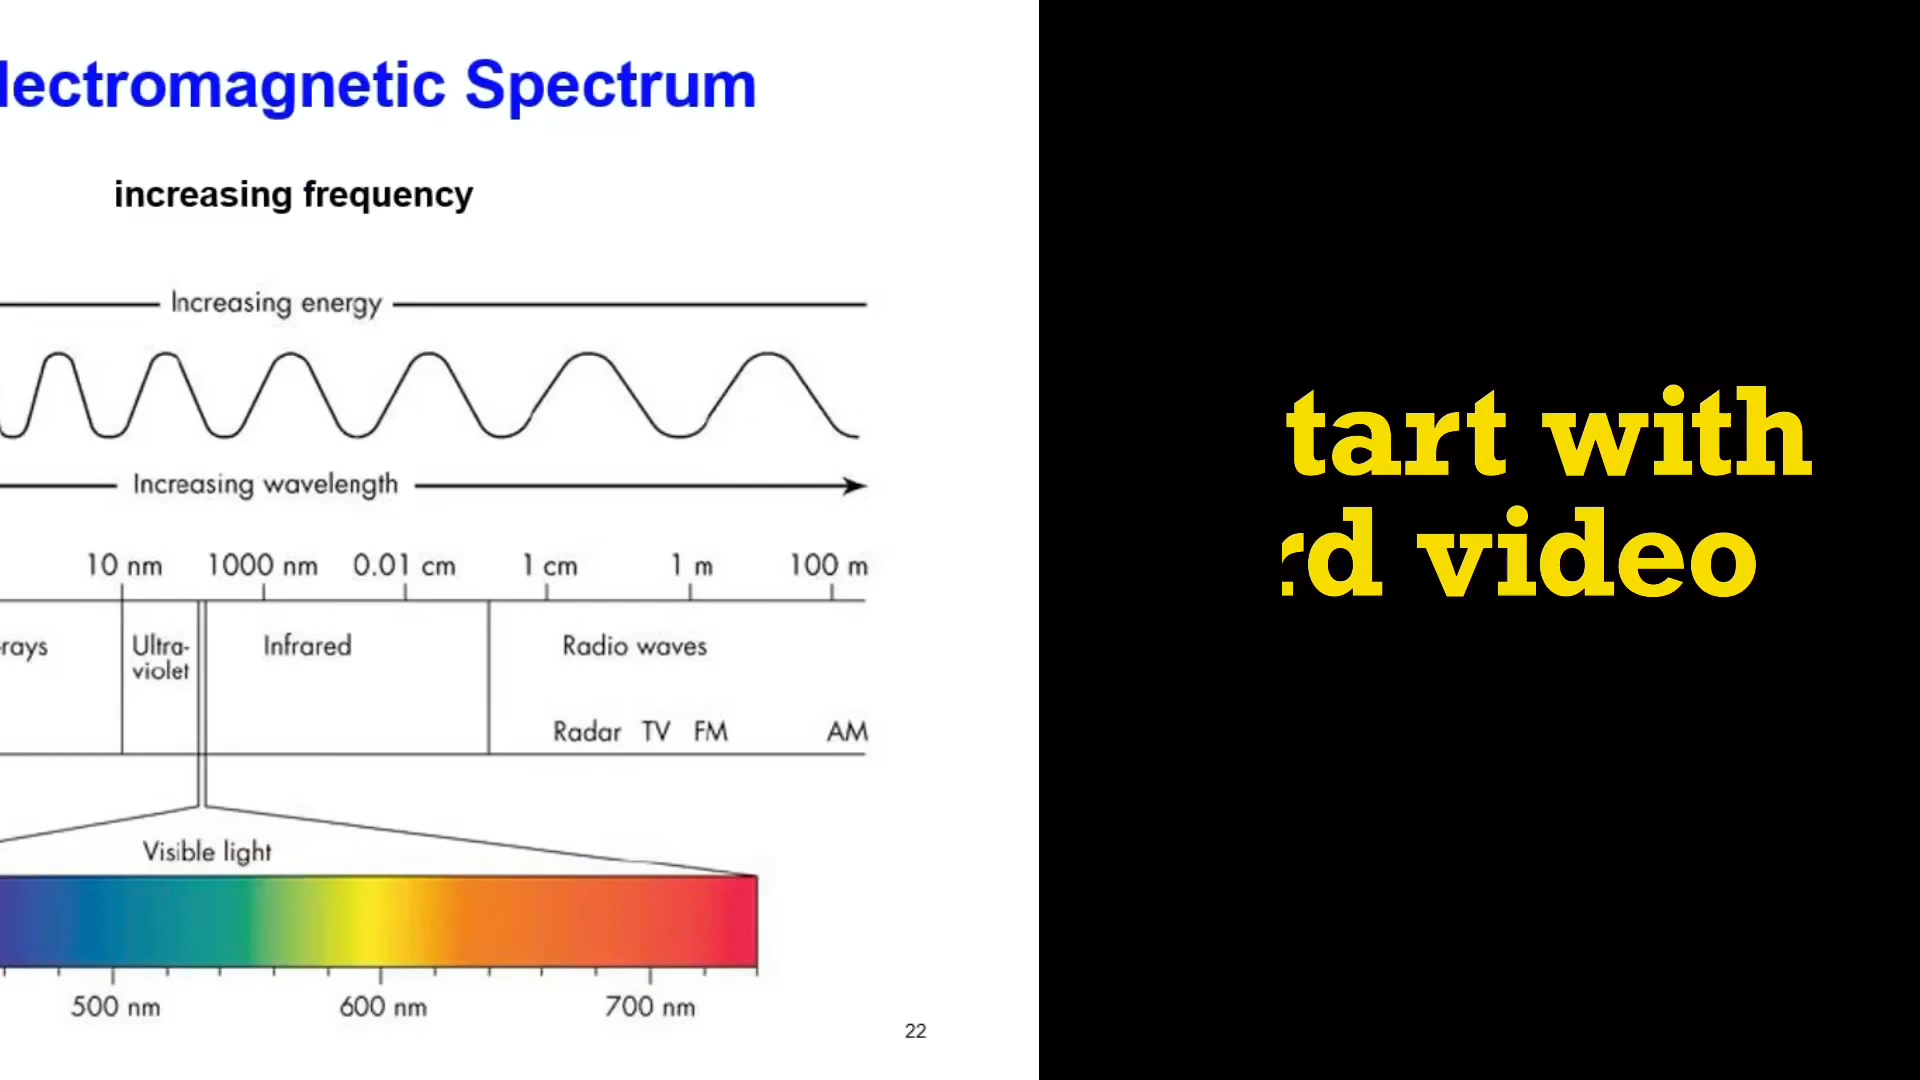 lectromagnetic Spectrum
increasing frequency
Increasing energy
Increasing wavelength
10 nm 1000 nm 0.01 cm 1 cm 1 m 100 m
rays Ultra-violet Infrared Radio waves
Radar TV FM AM
Visible light
500 nm 600 nm 700 nm
22
tart with
rd video